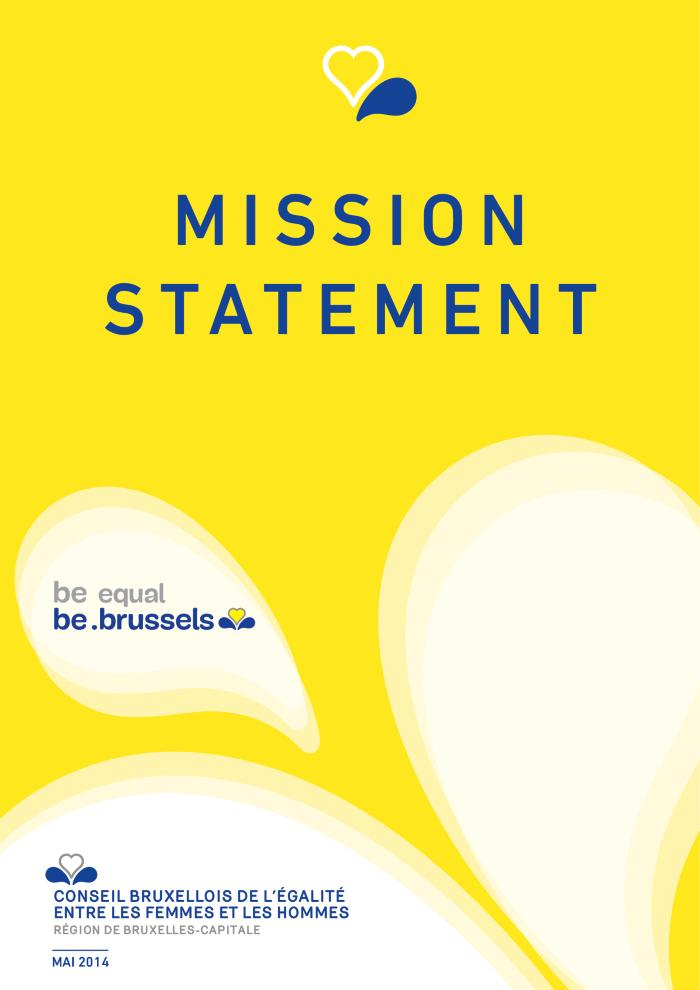 MISSION
STATEMENT
be equal
be.brussels
CONSEIL BRUXELLOIS DE L'ÉGALITÉ
ENTRE LES FEMMES ET LES HOMMES
RÉGION DE BRUXELLES-CAPITALE
MAI 2014